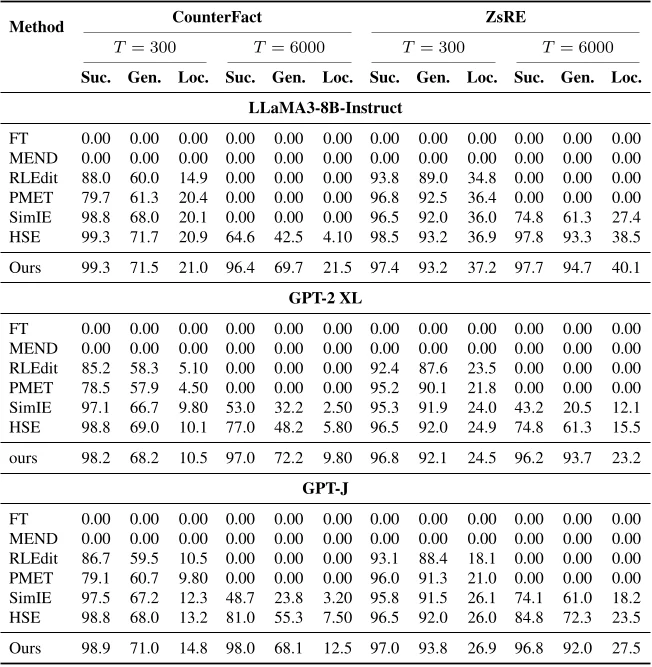 Method CounterFact ZsRE
T = 300 T = 6000 T = 300 T = 6000
Suc. Gen. Loc. Suc. Gen. Loc. Suc. Gen. Loc. Suc. Gen. Loc.
LLaMA3-8B-Instruct
FT 0.00 0.00 0.00 0.00 0.00 0.00 0.00 0.00 0.00 0.00 0.00 0.00
MEND 0.00 0.00 0.00 0.00 0.00 0.00 0.00 0.00 0.00 0.00 0.00 0.00
RLEdit 88.0 60.0 14.9 0.00 0.00 0.00 93.8 89.0 34.8 0.00 0.00 0.00
PMET 79.7 61.3 20.4 0.00 0.00 0.00 96.8 92.5 36.4 0.00 0.00 0.00
SimIE 98.8 68.0 20.1 0.00 0.00 0.00 96.5 92.0 36.0 74.8 61.3 27.4
HSE 99.3 71.7 20.9 64.6 42.5 4.10 98.5 93.2 36.9 97.8 93.3 38.5
Ours 99.3 71.5 21.0 96.4 69.7 21.5 97.4 93.2 37.2 97.7 94.7 40.1
GPT-2 XL
FT 0.00 0.00 0.00 0.00 0.00 0.00 0.00 0.00 0.00 0.00 0.00 0.00
MEND 0.00 0.00 0.00 0.00 0.00 0.00 0.00 0.00 0.00 0.00 0.00 0.00
RLEdit 85.2 58.3 5.10 0.00 0.00 0.00 92.4 87.6 23.5 0.00 0.00 0.00
PMET 78.5 57.9 4.50 0.00 0.00 0.00 95.2 90.1 21.8 0.00 0.00 0.00
SimIE 97.1 66.7 9.80 53.0 32.2 2.50 95.3 91.9 24.0 43.2 20.5 12.1
HSE 98.8 69.0 10.1 77.0 48.2 5.80 96.5 92.0 24.9 74.8 61.3 15.5
ours 98.2 68.2 10.5 97.0 72.2 9.80 96.8 92.1 24.5 96.2 93.7 23.2
GPT-J
FT 0.00 0.00 0.00 0.00 0.00 0.00 0.00 0.00 0.00 0.00 0.00 0.00
MEND 0.00 0.00 0.00 0.00 0.00 0.00 0.00 0.00 0.00 0.00 0.00 0.00
RLEdit 86.7 59.5 10.5 0.00 0.00 0.00 93.1 88.4 18.1 0.00 0.00 0.00
PMET 79.1 60.7 9.80 0.00 0.00 0.00 96.0 91.3 21.0 0.00 0.00 0.00
SimIE 97.5 67.2 12.3 48.7 23.8 3.20 95.8 91.5 26.1 74.1 61.0 18.2
HSE 98.8 68.0 13.2 81.0 55.3 7.50 96.5 92.0 26.0 84.8 72.3 23.5
Ours 98.9 71.0 14.8 98.0 68.1 12.5 97.0 93.8 26.9 96.8 92.0 27.5